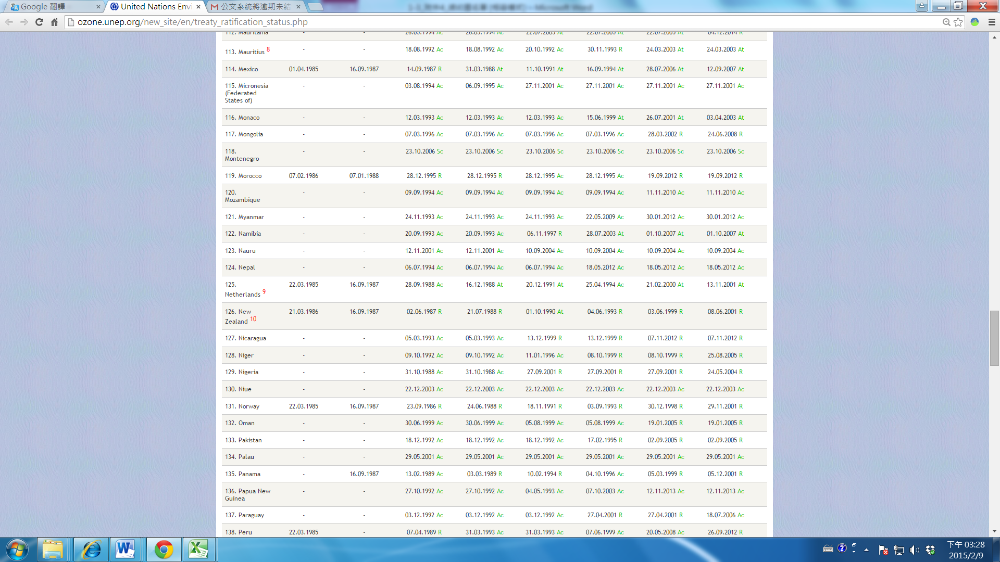 Google 翻譯
United Nations Envi
公文系統將逾期未結
ozone.unep.org/new_site/en/treaty_ratification_status.php
112. Mauritania - - 26.05.1994 Ac 26.05.1994 Ac 22.07.2005 At 22.07.2005 At 22.07.2005 At 04.12.2014 R
113. Mauritius 8 - - 18.08.1992 Ac 18.08.1992 Ac 20.10.1992 Ac 30.11.1993 R 24.03.2003 At 24.03.2003 At
114. Mexico 01.04.1985 16.09.1987 14.09.1987 R 31.03.1988 At 11.10.1991 At 16.09.1994 At 28.07.2006 At 12.09.2007 At
115. Micronesia - - 03.08.1994 Ac 06.09.1995 Ac 27.11.2001 Ac 27.11.2001 Ac 27.11.2001 Ac 27.11.2001 Ac
(Federated
States of)
116. Monaco - - 12.03.1993 Ac 12.03.1993 Ac 12.03.1993 Ac 15.06.1999 At 26.07.2001 At 03.04.2003 At
117. Mongolia - - 07.03.1996 Ac 07.03.1996 Ac 07.03.1996 Ac 07.03.1996 Ac 28.03.2002 R 24.06.2008 R
118. - - 23.10.2006 Sc 23.10.2006 Sc 23.10.2006 Sc 23.10.2006 Sc 23.10.2006 Sc 23.10.2006 Sc
Montenegro
119. Morocco 07.02.1986 07.01.1988 28.12.1995 R 28.12.1995 R 28.12.1995 Ac 28.12.1995 Ac 19.09.2012 R 19.09.2012 R
120. - - 09.09.1994 Ac 09.09.1994 Ac 09.09.1994 Ac 09.09.1994 Ac 11.11.2010 Ac 11.11.2010 Ac
Mozambique
121. Myanmar - - 24.11.1993 Ac 24.11.1993 Ac 24.11.1993 Ac 22.05.2009 Ac 30.01.2012 Ac 30.01.2012 Ac
122. Namibia - - 20.09.1993 Ac 20.09.1993 Ac 06.11.1997 R 28.07.2003 At 01.10.2007 At 01.10.2007 At
123. Nauru - - 12.11.2001 Ac 12.11.2001 Ac 10.09.2004 Ac 10.09.2004 Ac 10.09.2004 Ac 10.09.2004 Ac
124. Nepal - - 06.07.1994 Ac 06.07.1994 Ac 06.07.1994 Ac 18.05.2012 Ac 18.05.2012 Ac 18.05.2012 Ac
125. 22.03.1985 16.09.1987 28.09.1988 Ac 16.12.1988 At 20.12.1991 At 25.04.1994 Ac 21.02.2000 At 13.11.2001 At
Netherlands 9
126. New 21.03.1986 16.09.1987 02.06.1987 R 21.07.1988 R 01.10.1990 At 04.06.1993 R 03.06.1999 R 08.06.2001 R
Zealand 10
127. Nicaragua - - 05.03.1993 Ac 05.03.1993 Ac 13.12.1999 R 13.12.1999 R 07.11.2012 R 07.11.2012 R
128. Niger - - 09.10.1992 Ac 09.10.1992 Ac 11.01.1996 Ac 08.10.1999 R 08.10.1999 R 25.08.2005 R
129. Nigeria - - 31.10.1988 Ac 31.10.1988 Ac 27.09.2001 R 27.09.2001 R 27.09.2001 R 24.05.2004 R
130. Niue - - 22.12.2003 Ac 22.12.2003 Ac 22.12.2003 Ac 22.12.2003 Ac 22.12.2003 Ac 22.12.2003 Ac
131. Norway 22.03.1985 16.09.1987 23.09.1986 R 24.06.1988 R 18.11.1991 R 03.09.1993 R 30.12.1998 R 29.11.2001 R
132. Oman - - 30.06.1999 Ac 30.06.1999 Ac 05.08.1999 Ac 05.08.1999 Ac 19.01.2005 R 19.01.2005 R
133. Pakistan - - 18.12.1992 Ac 18.12.1992 Ac 18.12.1992 Ac 17.02.1995 R 02.09.2005 R 02.09.2005 R
134. Palau - - 29.05.2001 Ac 29.05.2001 Ac 29.05.2001 Ac 29.05.2001 Ac 29.05.2001 Ac 29.05.2001 Ac
135. Panama - 16.09.1987 13.02.1989 Ac 03.03.1989 R 10.02.1994 R 04.10.1996 Ac 05.03.1999 R 05.12.2001 R
136. Papua New - - 27.10.1992 Ac 27.10.1992 Ac 04.05.1993 Ac 07.10.2003 Ac 12.11.2013 Ac 12.11.2013 Ac
Guinea
137. Paraguay - - 03.12.1992 Ac 03.12.1992 Ac 03.12.1992 Ac 27.04.2001 R 27.04.2001 R 18.07.2006 Ac
138. Peru 22.03.1985 - 07.04.1989 R 31.03.1993 Ac 31.03.1993 Ac 07.06.1999 Ac 20.05.2008 Ac 26.09.2012 R
下午 03:28
2015/2/9